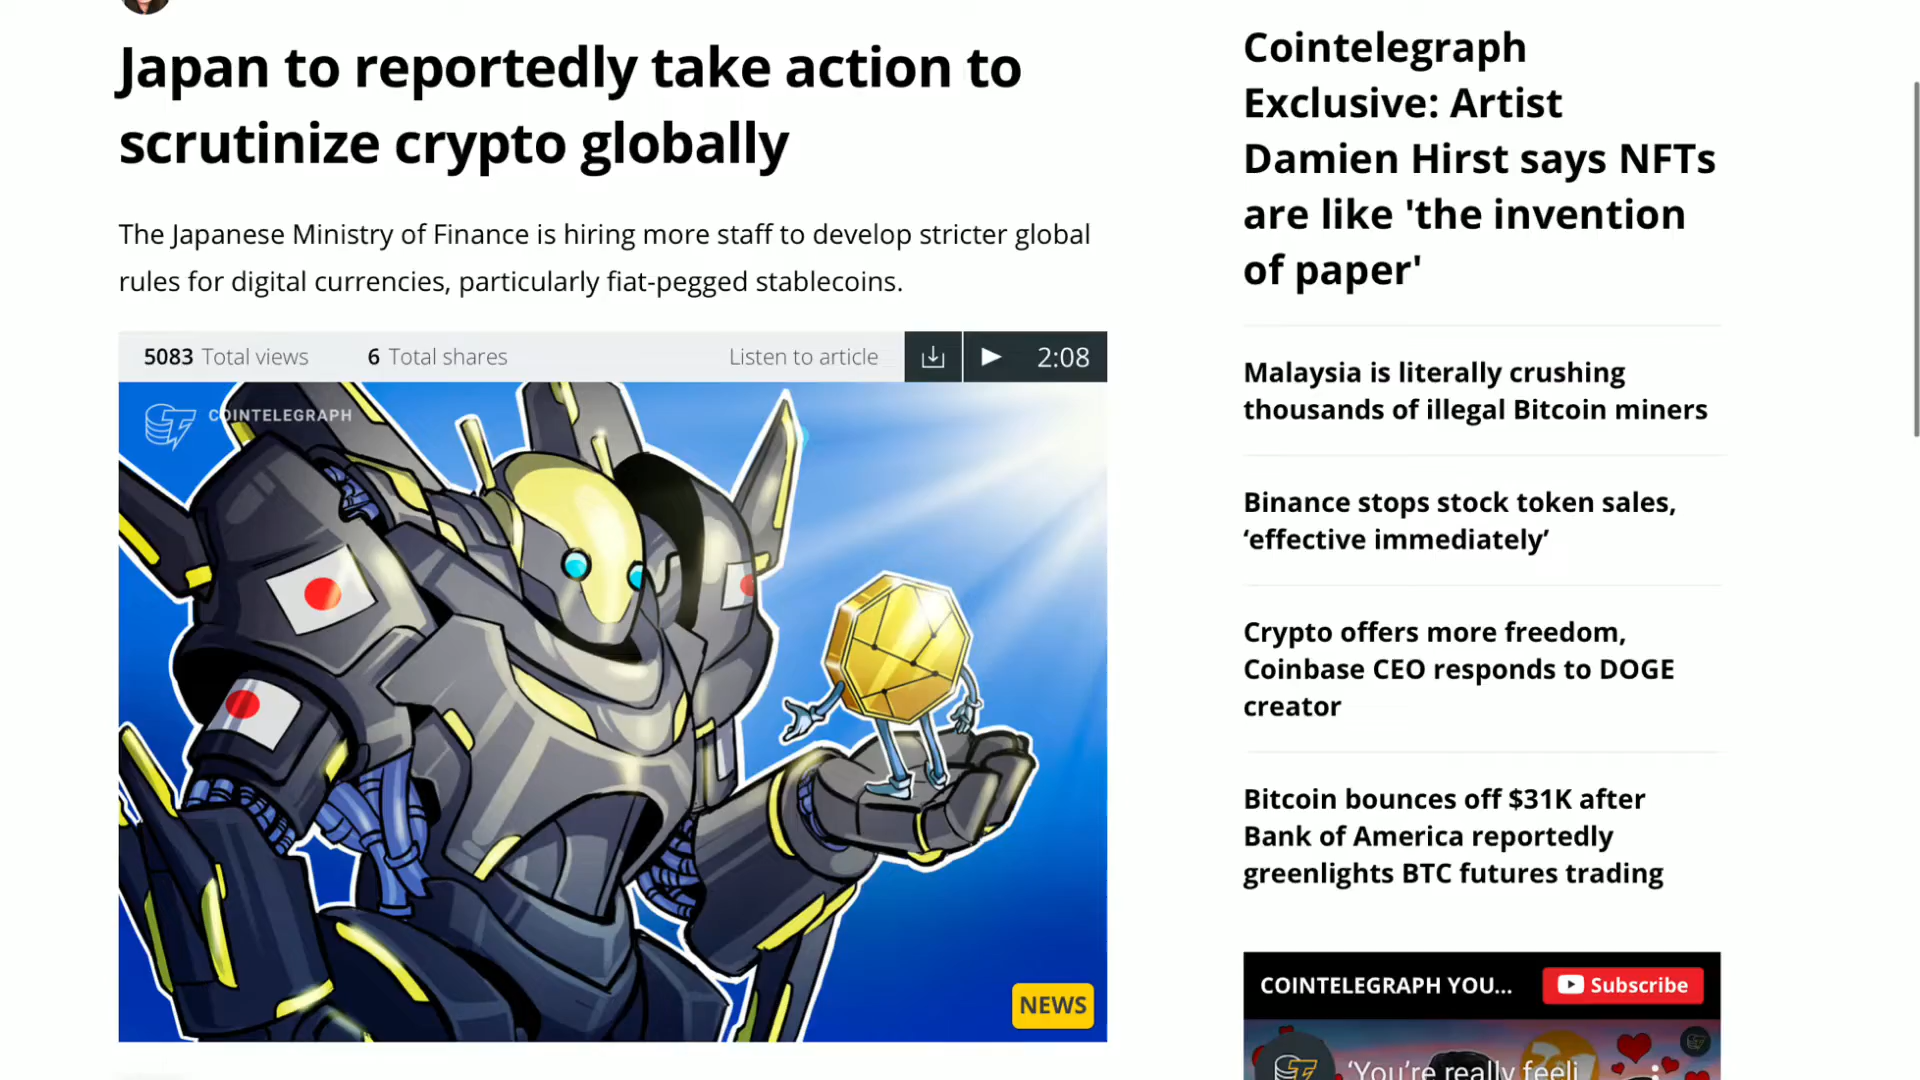 Japan to reportedly take action to
scrutinize crypto globally
The Japanese Ministry of Finance is hiring more staff to develop stricter global
rules for digital currencies, particularly fiat-pegged stablecoins.
5083 Total views 6 Total shares Listen to article 2:08
COINTELEGRAPH
NEWS
Cointelegraph
Exclusive: Artist
Damien Hirst says NFTs
are like 'the invention
of paper'
Malaysia is literally crushing
thousands of illegal Bitcoin miners
Binance stops stock token sales,
‘effective immediately’
Crypto offers more freedom,
Coinbase CEO responds to DOGE
creator
Bitcoin bounces off $31K after
Bank of America reportedly
greenlights BTC futures trading
COINTELEGRAPH YOU... Subscribe
‘You’re really feeli